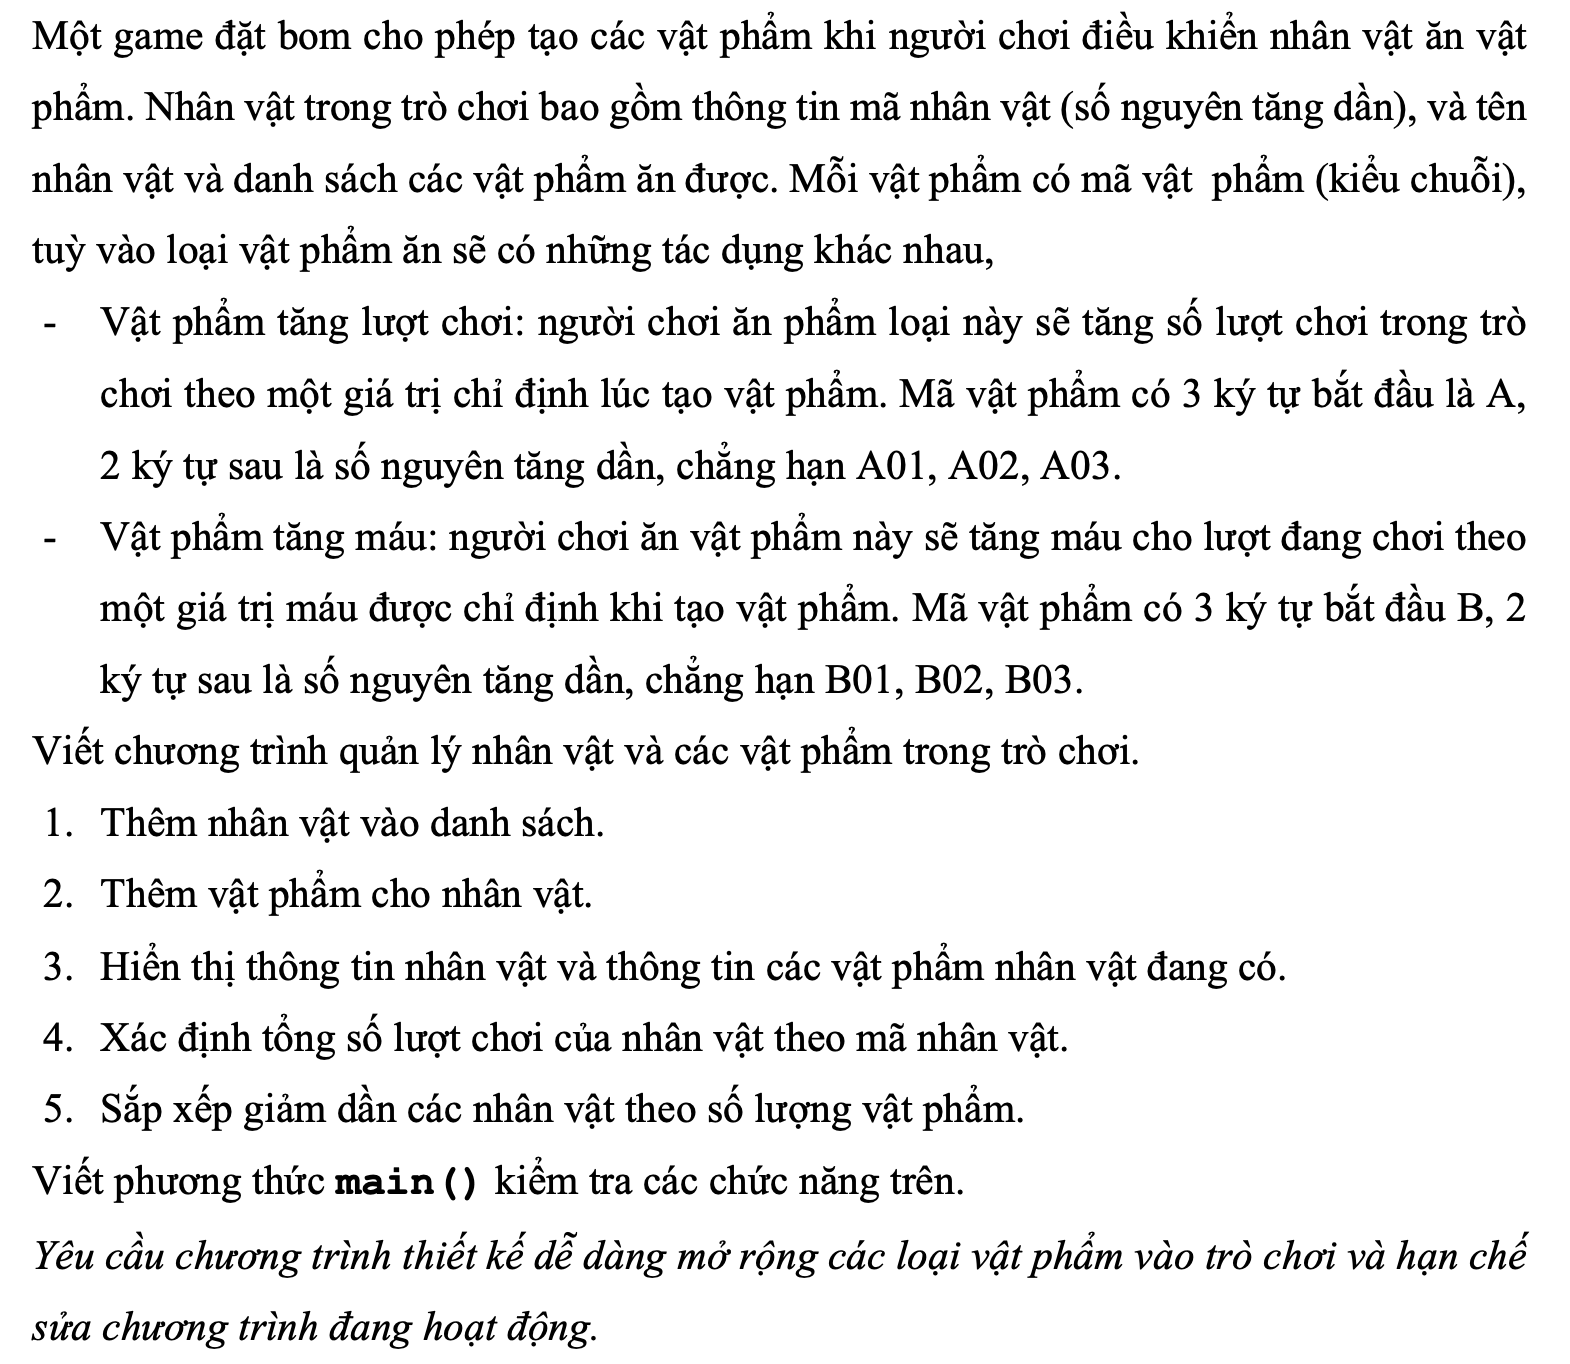 Một game đặt bom cho phép tạo các vật phẩm khi người chơi điều khiển nhân vật ăn vật
phẩm. Nhân vật trong trò chơi bao gồm thông tin mã nhân vật (số nguyên tăng dần), và tên
nhân vật và danh sách các vật phẩm ăn được. Mỗi vật phẩm có mã vật phẩm (kiểu chuỗi),
tuỳ vào loại vật phẩm ăn sẽ có những tác dụng khác nhau,
- Vật phẩm tăng lượt chơi: người chơi ăn phẩm loại này sẽ tăng số lượt chơi trong trò
chơi theo một giá trị chỉ định lúc tạo vật phẩm. Mã vật phẩm có 3 ký tự bắt đầu là A,
2 ký tự sau là số nguyên tăng dần, chẳng hạn A01, A02, A03.
- Vật phẩm tăng máu: người chơi ăn vật phẩm này sẽ tăng máu cho lượt đang chơi theo
một giá trị máu được chỉ định khi tạo vật phẩm. Mã vật phẩm có 3 ký tự bắt đầu B, 2
ký tự sau là số nguyên tăng dần, chẳng hạn B01, B02, B03.
Viết chương trình quản lý nhân vật và các vật phẩm trong trò chơi.
1. Thêm nhân vật vào danh sách.
2. Thêm vật phẩm cho nhân vật.
3. Hiển thị thông tin nhân vật và thông tin các vật phẩm nhân vật đang có.
4. Xác định tổng số lượt chơi của nhân vật theo mã nhân vật.
5. Sắp xếp giảm dần các nhân vật theo số lượng vật phẩm.
Viết phương thức main() kiểm tra các chức năng trên.
Yêu cầu chương trình thiết kế dễ dàng mở rộng các loại vật phẩm vào trò chơi và hạn chế
sửa chương trình đang hoạt động.